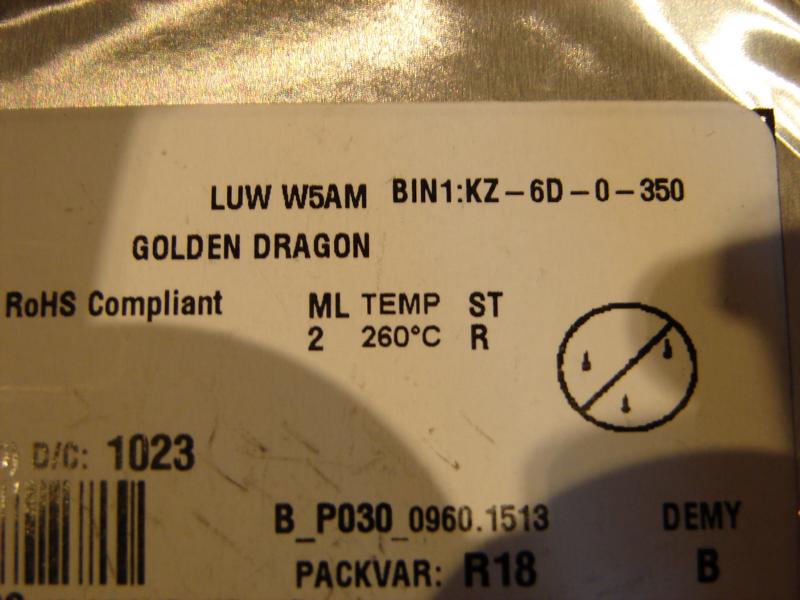 LUW W5AM BIN1:KZ-6D-0-350
GOLDEN DRAGON
RoHS Compliant ML TEMP ST
2 260°C R
D/C: 1023
B_P030_0960.1513 DEMY
PACKVAR: R18 B